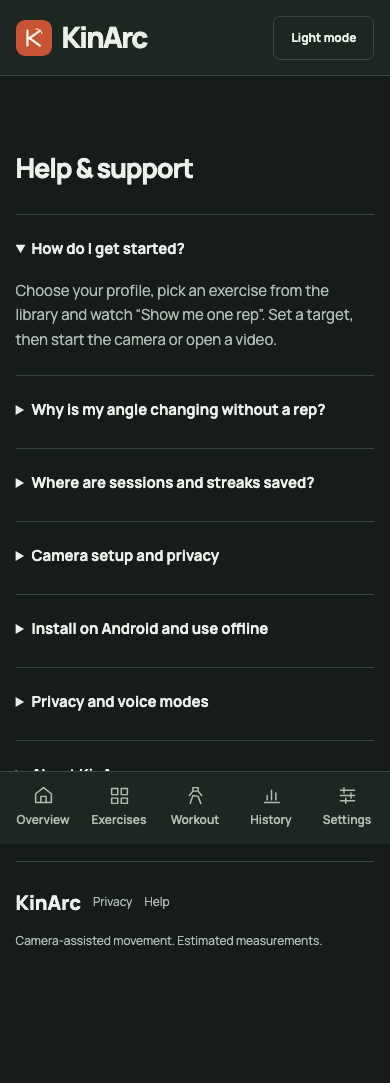 KinArc
Light mode
Help & support
How do I get started?
Choose your profile, pick an exercise from the
library and watch “Show me one rep”. Set a target,
then start the camera or open a video.
Why is my angle changing without a rep?
Where are sessions and streaks saved?
Camera setup and privacy
Install on Android and use offline
Privacy and voice modes
Overview
Exercises
Workout
History
Settings
KinArc
Privacy
Help
Camera-assisted movement. Estimated measurements.